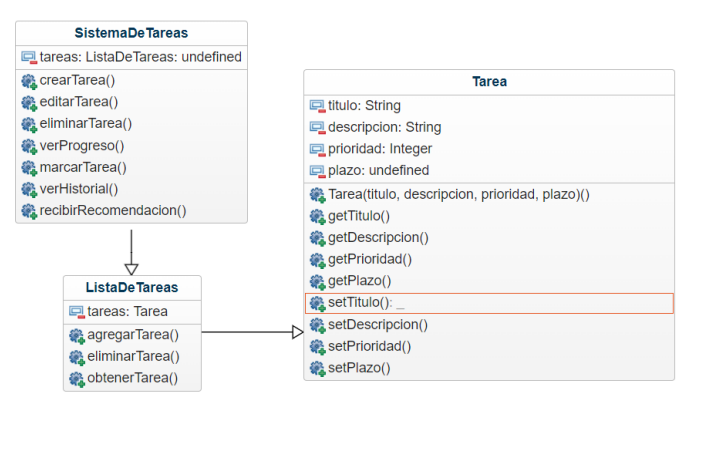 SistemaDeTareas
tareas: ListaDeTareas: undefined
crearTarea()
editarTarea()
eliminarTarea()
verProgreso()
marcarTarea()
verHistorial()
recibirRecomendacion()
ListaDeTareas
tareas: Tarea
agregarTarea()
eliminarTarea()
obtenerTarea()
Tarea
titulo: String
descripcion: String
prioridad: Integer
plazo: undefined
Tarea(titulo, descripcion, prioridad, plazo)()
getTitulo()
getDescripcion()
getPrioridad()
getPlazo()
setTitulo(): _
setDescripcion()
setPrioridad()
setPlazo()